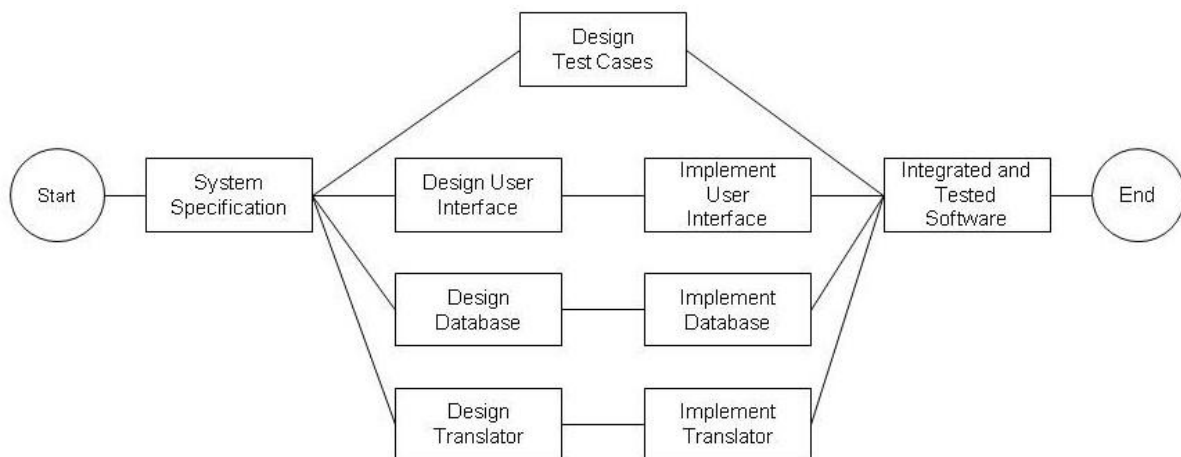 Design
Test Cases
Start
System
Specification
Design User
Interface
Implement
User
Interface
Integrated and
Tested
Software
End
Design
Database
Implement
Database
Design
Translator
Implement
Translator